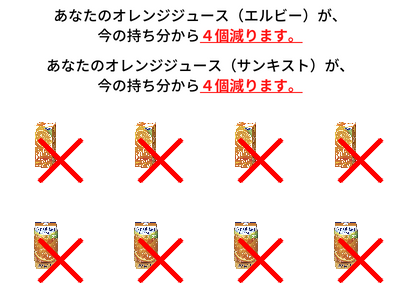 あなたのオレンジジュース（エルビー）が、
今の持ち分から４個減ります。
あなたのオレンジジュース（サンキスト）が、
今の持ち分から４個減ります。